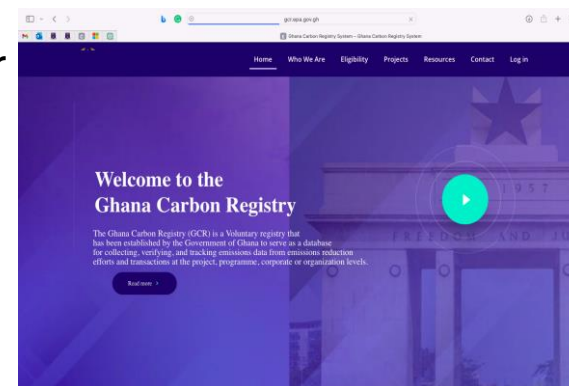 r
gcr.epa.gov.gh
Ghana Carbon Registry System – Ghana Carbon Registry System
Home Who We Are Eligibility Projects Resources Contact Log in
Welcome to the
Ghana Carbon Registry
The Ghana Carbon Registry (GCR) is a Voluntary registry that
has been established by the Government of Ghana to serve as a database
for collecting, verifying, and tracking emissions data from emissions reduction
efforts and transactions at the project, programme, corporate or organization levels.
Read more >
1957
FREEDOM AND JU